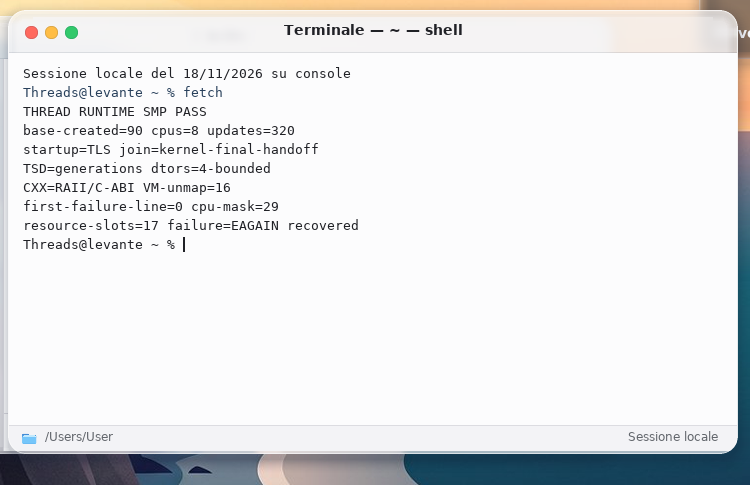 Terminale — ~ — shell
Sessione locale del 18/11/2026 su console
Threads@levante ~ % fetch
THREAD RUNTIME SMP PASS
base-created=90 cpus=8 updates=320
startup=TLS join=kernel-final-handoff
TSD=generations dtors=4-bounded
CXX=RAII/C-ABI VM-unmap=16
first-failure-line=0 cpu-mask=29
resource-slots=17 failure=EAGAIN recovered
Threads@levante ~ %
/Users/User
Sessione locale